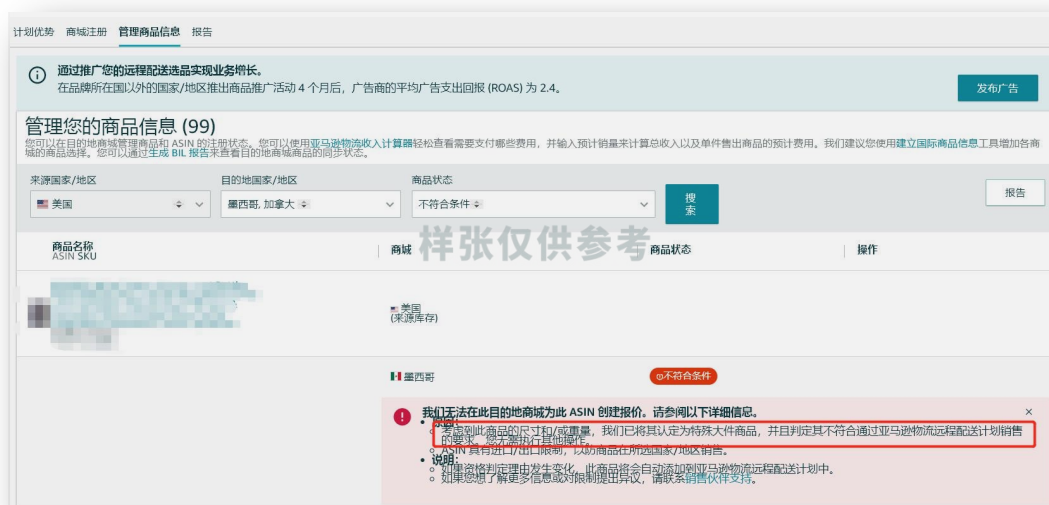 计划优势 商城注册 管理商品信息 报告
通过推广您的远程配送选品实现业务增长。
在品牌所在国以外的国家/地区推出商品推广活动 4 个月后，广告商的平均广告支出回报 (ROAS) 为 2.4。
发布广告
管理您的商品信息 (99)
您可以在目的地商城管理商品和 ASIN 的注册状态。您可以使用亚马逊物流收入计算器轻松查看需要支付哪些费用，并输入预计销量来计算总收入以及单件售出商品的预计费用。我们建议您使用建立国际商品信息工具增加各商
城的商品选择。您可以通过生成 BIL 报告来查看目的地商城商品的同步状态。
来源国家/地区 目的地国家/地区 商品状态
美国 墨西哥, 加拿大 不符合条件
搜
索
报告
样张仅供参考
商品名称 商城 商品状态 操作
ASIN SKU
美国
(来源库存)
墨西哥 不符合条件
我们无法在此目的地商城为此 ASIN 创建报价。请参阅以下详细信息。
原因:
考虑到此商品的尺寸和/或重量，我们已将其认定为特殊大件商品，并且判定其不符合通过亚马逊物流远程配送计划销售
的要求。您无需执行其他操作。
ASIN 具有进口/出口限制，以防商品在所选国家/地区销售。
说明:
如果资格判定理由发生变化，此商品将会自动添加到亚马逊物流远程配送计划中。
如果您想了解更多信息或对限制提出异议，请联系销售伙伴支持。